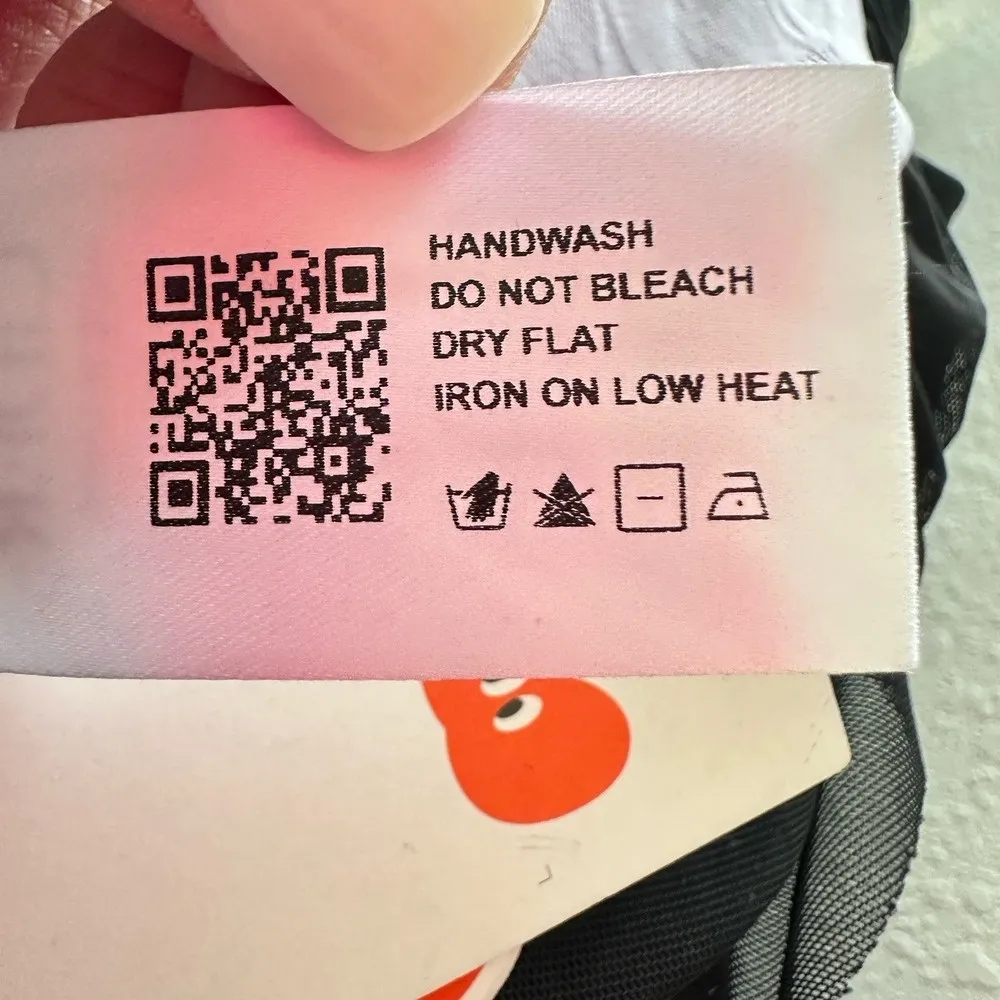 HANDWASH
DO NOT BLEACH
DRY FLAT
IRON ON LOW HEAT